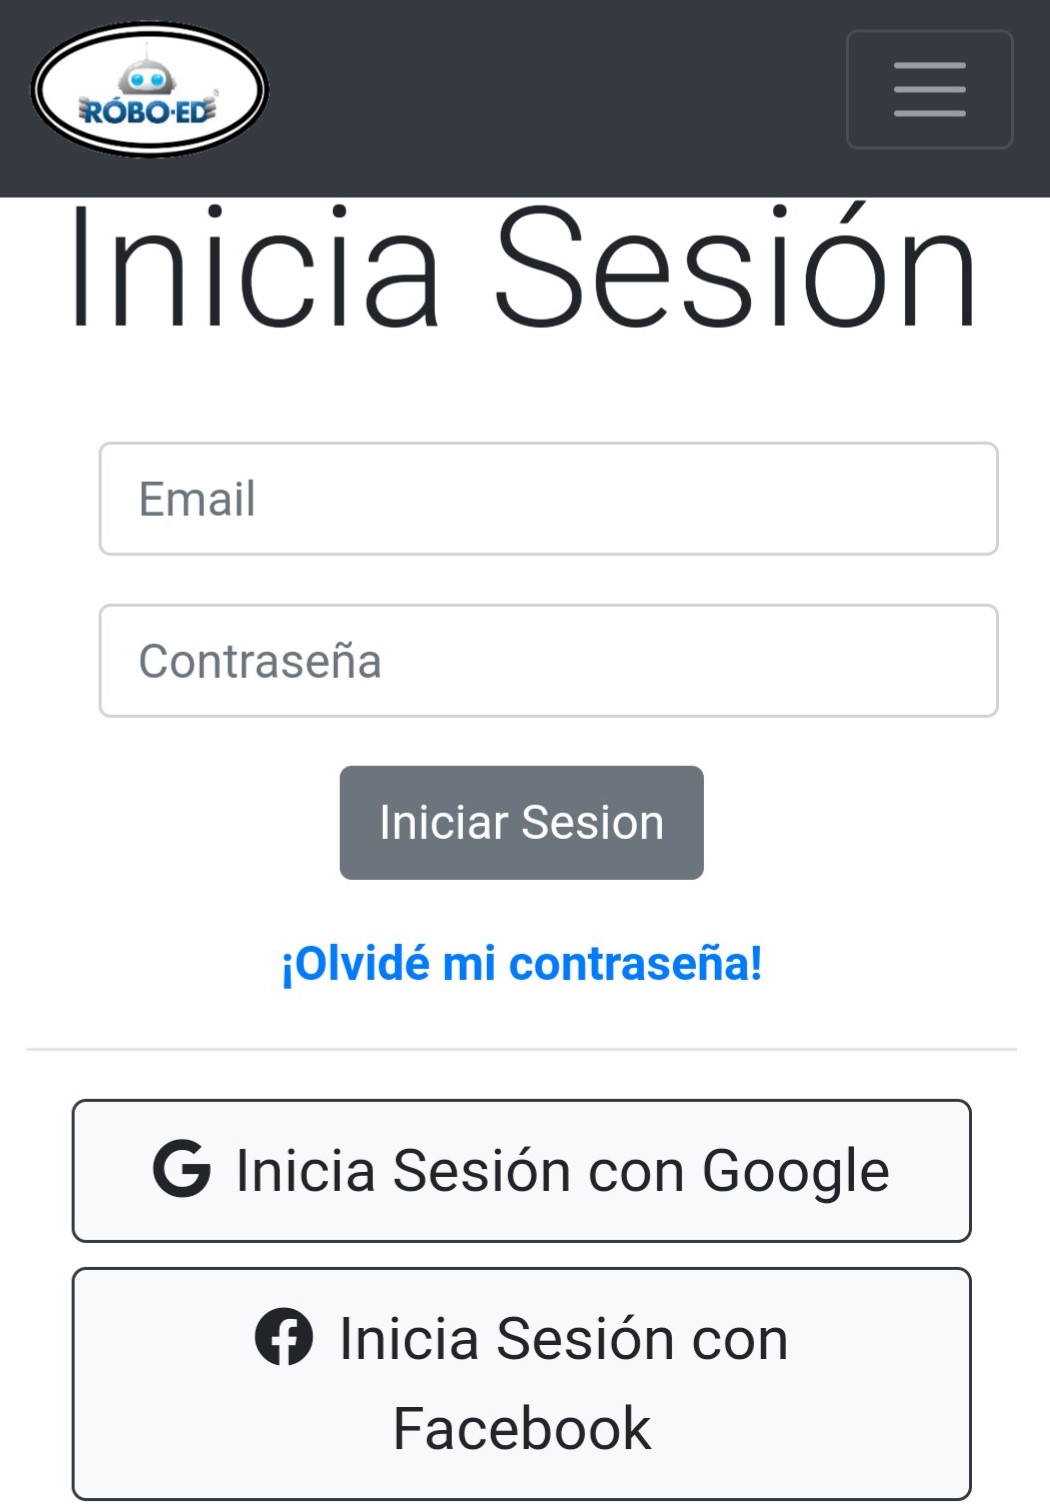 RÓBO·ED
Inicia Sesión
Email
Contraseña
Iniciar Sesion
¡Olvidé mi contraseña!
Inicia Sesión con Google
Inicia Sesión con
Facebook